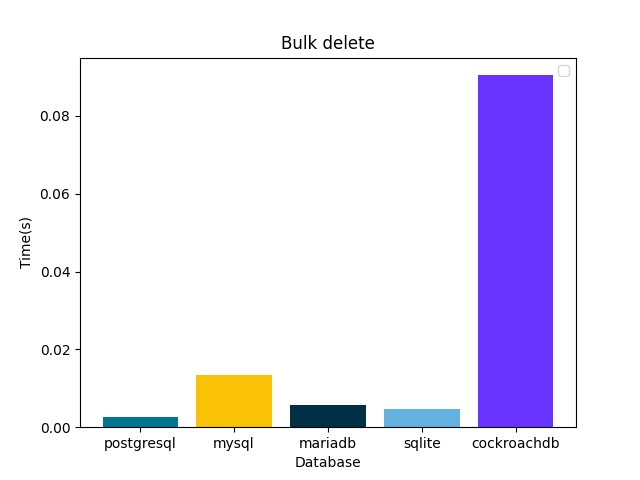 Bulk delete
0.08
0.06
0.04
0.02
0.00
Time(s)
postgresql mysql mariadb sqlite cockroachdb
Database